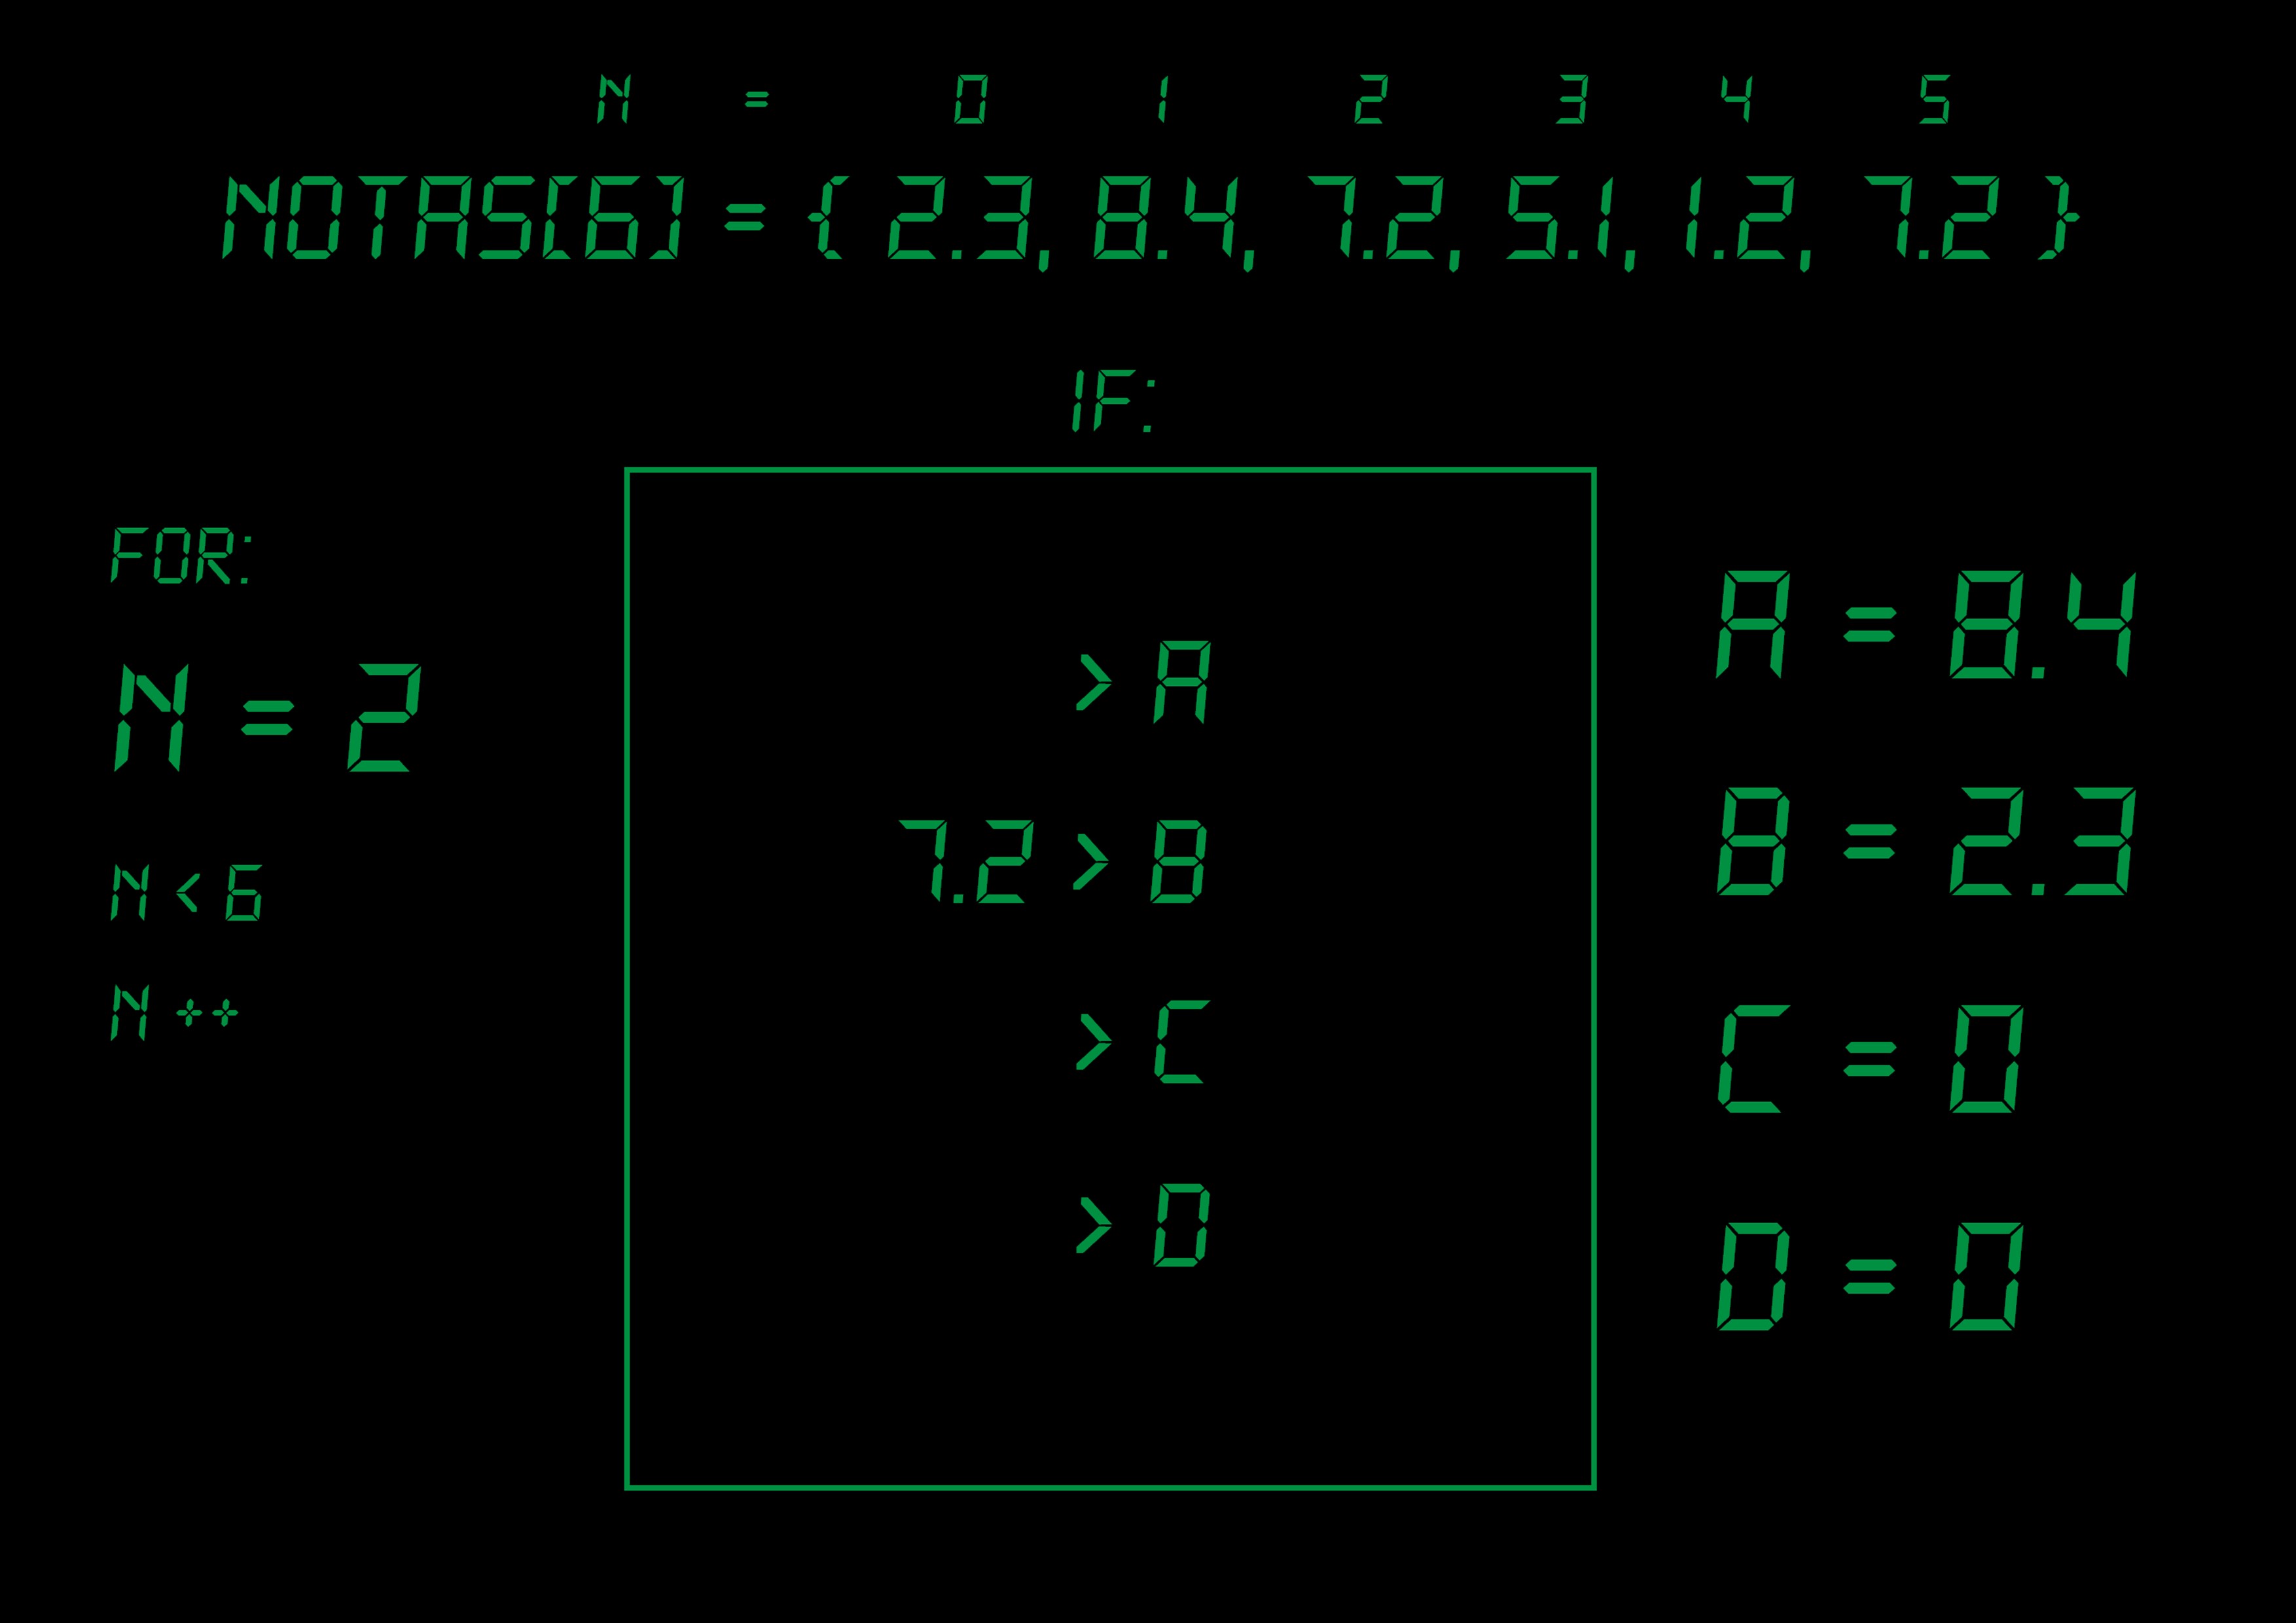 N = 0 1 2 3 4 5
NOTAS[6] = { 2.3, 8.4, 7.2, 5.1, 1.2, 7.2 }
IF:
FOR:
N = 2
N < 6
N ++
> A
7.2 > B
> C
> D
A = 8.4
B = 2.3
C = 0
D = 0